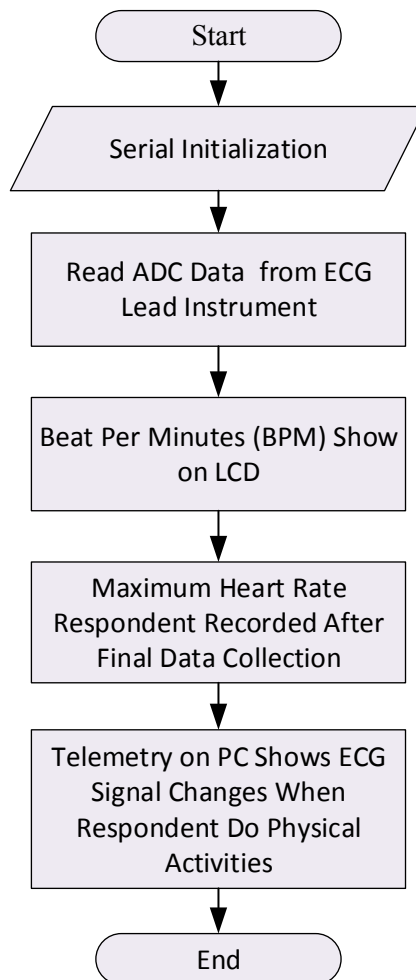 Start
Serial Initialization
Read ADC Data  from ECG
Lead Instrument
Beat Per Minutes (BPM) Show
on LCD
Maximum Heart Rate
Respondent Recorded After
Final Data Collection
Telemetry on PC Shows ECG
Signal Changes When
Respondent Do Physical
Activities
End